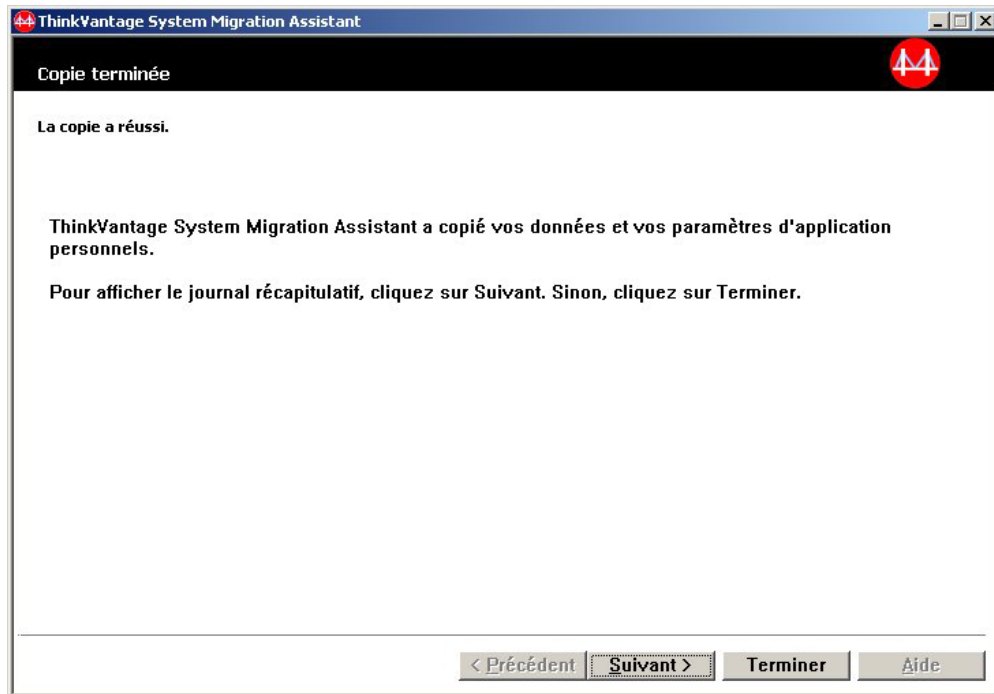 ThinkVantage System Migration Assistant
Copie terminée
La copie a réussi.
ThinkVantage System Migration Assistant a copié vos données et vos paramètres d'application
personnels.
Pour afficher le journal récapitulatif, cliquez sur Suivant. Sinon, cliquez sur Terminer.
< Précédent Suivant > Terminer Aide